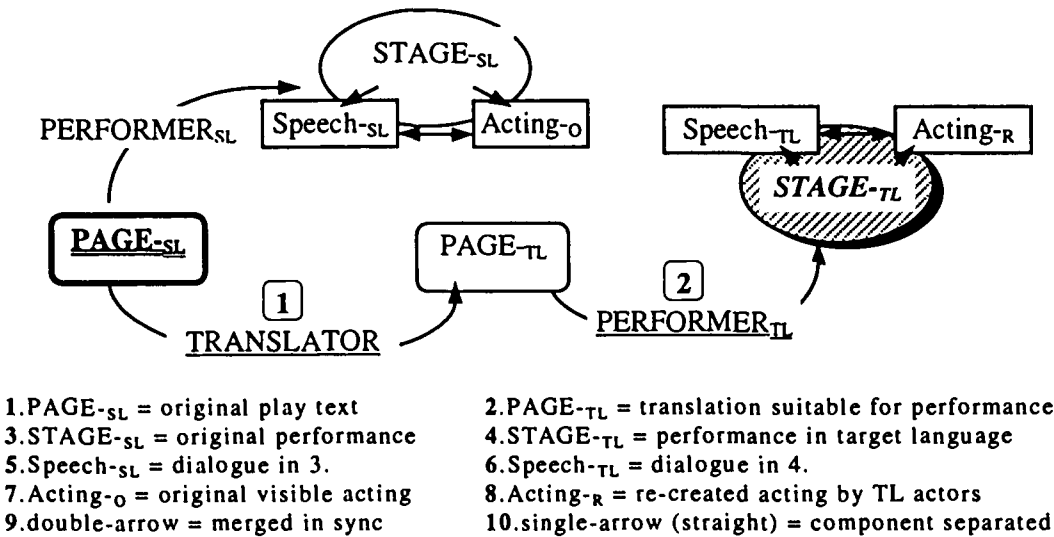 STAGE-SL
Speech-SL
Acting-O
PERFORMERSL
Speech-TL
Acting-R
STAGE-TL
PAGE-SL
PAGE-TL
1
2
TRANSLATOR
PERFORMERTL
1.PAGE-SL = original play text
2.PAGE-TL = translation suitable for performance
3.STAGE-SL = original performance
4.STAGE-TL = performance in target language
5.Speech-SL = dialogue in 3.
6.Speech-TL = dialogue in 4.
7.Acting-O = original visible acting
8.Acting-R = re-created acting by TL actors
9.double-arrow = merged in sync
10.single-arrow (straight) = component separated